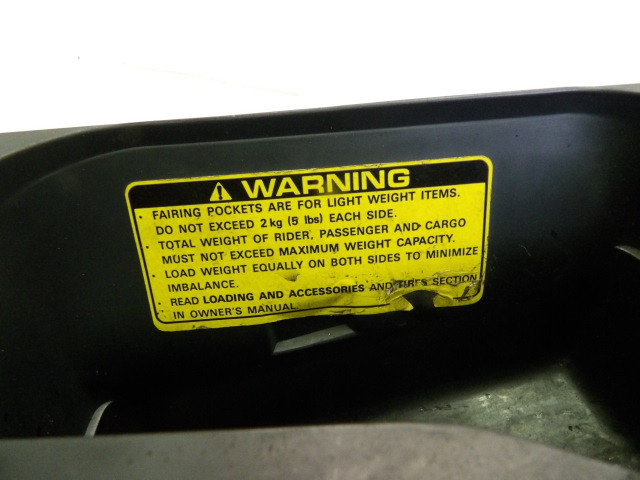 WARNING
· FAIRING POCKETS ARE FOR LIGHT WEIGHT ITEMS.
DO NOT EXCEED 2 kg (5 lbs) EACH SIDE.
· TOTAL WEIGHT OF RIDER, PASSENGER AND CARGO
MUST NOT EXCEED MAXIMUM WEIGHT CAPACITY.
· LOAD WEIGHT EQUALLY ON BOTH SIDES TO MINIMIZE
IMBALANCE.
· READ LOADING AND ACCESSORIES AND TIRES SECTION
IN OWNER'S MANUAL